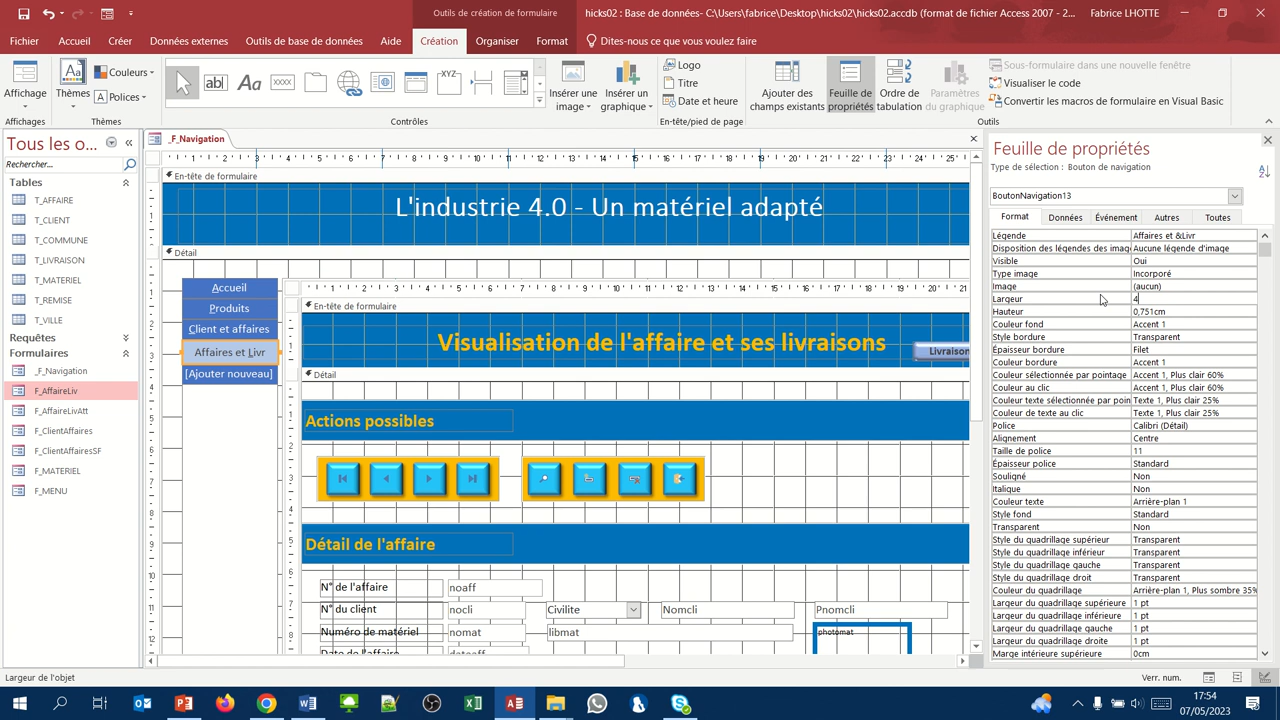 Outils de création de formulaire
hicks02 : Base de données- C:\Users\fabrice\Desktop\hicks02\hicks02.accdb (format de fichier Access 2007 - 2...
Fabrice LHOTTE
Fichier
Accueil
Créer
Données externes
Outils de base de données
Aide
Création
Organiser
Format
Dites-nous ce que vous voulez faire
Affichage
Affichages
Thèmes
Couleurs
Polices
Thèmes
ab|
Aa
xxxx
XYZ
Contrôles
Insérer une image
Insérer un graphique
Logo
Titre
Date et heure
En-tête/pied de page
Ajouter des champs existants
Feuille de propriétés
Ordre de tabulation
Paramètres du graphique
Sous-formulaire dans une nouvelle fenêtre
Visualiser le code
Convertir les macros de formulaire en Visual Basic
Outils
Tous les o...
Rechercher...
Tables
T_AFFAIRE
T_CLIENT
T_COMMUNE
T_LIVRAISON
T_MATERIEL
T_REMISE
T_VILLE
Requêtes
Formulaires
_F_Navigation
F_AffaireLiv
F_AffaireLivAtt
F_ClientAffaires
F_ClientAffairesSF
F_MATERIEL
F_MENU
_F_Navigation
En-tête de formulaire
L'industrie 4.0 - Un matériel adapté
Détail
Accueil
Produits
Client et affaires
Affaires et Livr
[Ajouter nouveau]
En-tête de formulaire
Visualisation de l'affaire et ses livraisons
Livraison
Détail
Actions possibles
Détail de l'affaire
N° de l'affaire
noaff
N° du client
nocli
Civilite
Nomcli
Pnomcli
Numéro de matériel
nomat
libmat
photomat
Date de l'affaire
dateaff
Feuille de propriétés
Type de sélection : Bouton de navigation
BoutonNavigation13
Format
Données
Événement
Autres
Toutes
Légende Affaires et &Livr
Disposition des légendes des imag Aucune légende d'image
Visible Oui
Type image Incorporé
Image (aucun)
Largeur 4
Hauteur 0,751cm
Couleur fond Accent 1
Style bordure Transparent
Épaisseur bordure Filet
Couleur bordure Accent 1
Couleur sélectionnée par pointage Accent 1, Plus clair 60%
Couleur au clic Accent 1, Plus clair 60%
Couleur texte sélectionnée par poin Texte 1, Plus clair 25%
Couleur de texte au clic Texte 1, Plus clair 25%
Police Calibri (Détail)
Alignement Centre
Taille de police 11
Épaisseur police Standard
Souligné Non
Italique Non
Couleur texte Arrière-plan 1
Style fond Standard
Transparent Non
Style du quadrillage supérieur Transparent
Style du quadrillage inférieur Transparent
Style du quadrillage gauche Transparent
Style du quadrillage droit Transparent
Couleur du quadrillage Arrière-plan 1, Plus sombre 35%
Largeur du quadrillage supérieure 1 pt
Largeur du quadrillage inférieure 1 pt
Largeur du quadrillage gauche 1 pt
Largeur du quadrillage droite 1 pt
Marge intérieure supérieure 0cm
Largeur de l'objet
Verr. num.
17:54
07/05/2023